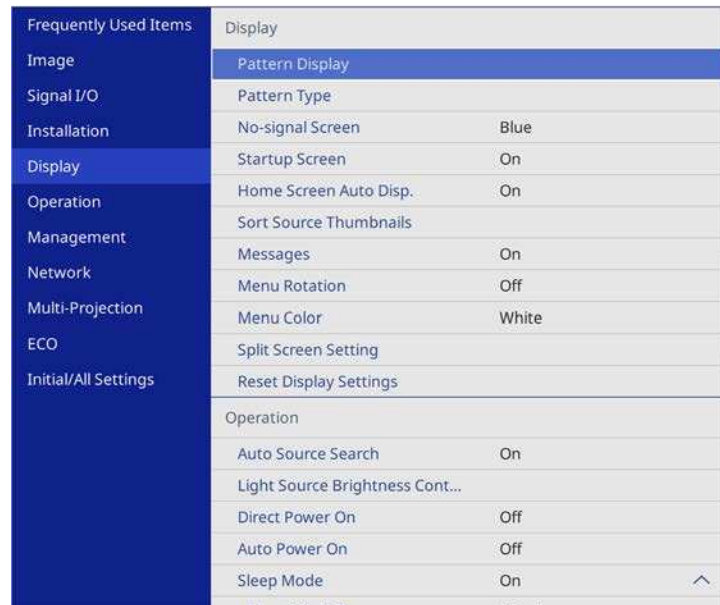 Frequently Used Items
Image
Signal I/O
Installation
Display
Operation
Management
Network
Multi-Projection
ECO
Initial/All Settings
Display
Pattern Display
Pattern Type
No-signal Screen Blue
Startup Screen On
Home Screen Auto Disp. On
Sort Source Thumbnails
Messages On
Menu Rotation Off
Menu Color White
Split Screen Setting
Reset Display Settings
Operation
Auto Source Search On
Light Source Brightness Cont...
Direct Power On Off
Auto Power On Off
Sleep Mode On